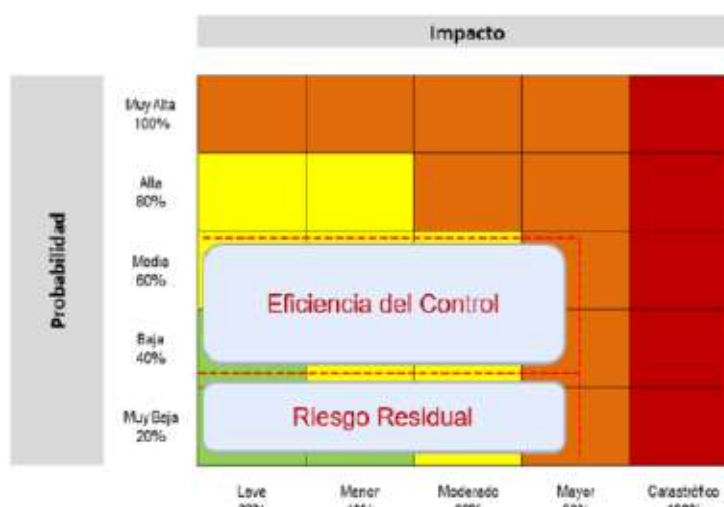 Impacto
Probabilidad
Muy Alta
100%
Alta
80%
Media
60%
Baja
40%
Muy Baja
20%
Eficiencia del Control
Riesgo Residual
Leve
Menor
Moderado
Mayor
Catastrófico